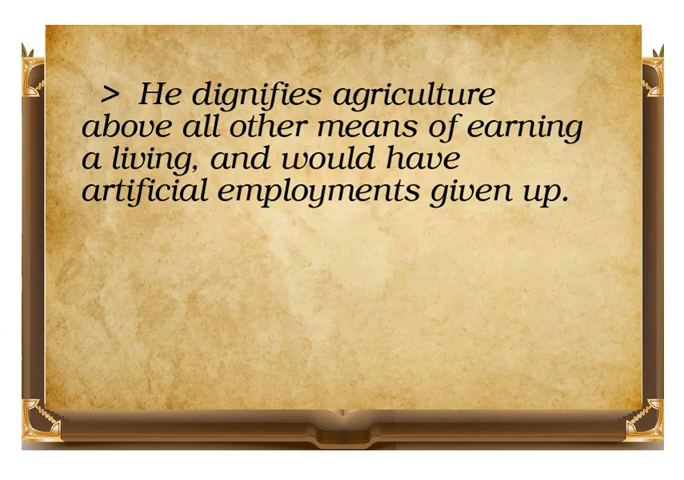 > He dignifies agriculture
above all other means of earning
a living, and would have
artificial employments given up.